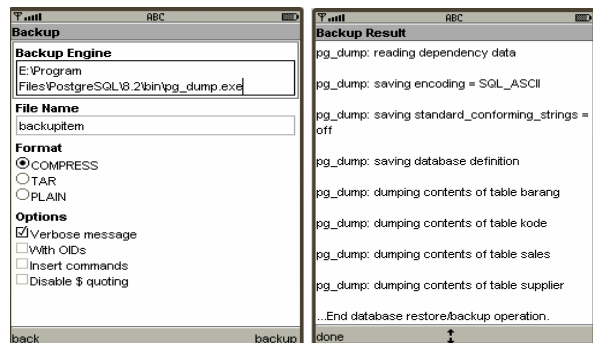 ABC
Backup
Backup Engine
E:\Program
Files\PostgreSQL\8.2\bin\pg_dump.exe
File Name
backupitem
Format
COMPRESS
TAR
PLAIN
Options
Verbose message
With OIDs
Insert commands
Disable $ quoting
back
backup
ABC
Backup Result
pg_dump: reading dependency data
pg_dump: saving encoding = SQL_ASCII
pg_dump: saving standard_conforming_strings =
off
pg_dump: saving database definition
pg_dump: dumping contents of table barang
pg_dump: dumping contents of table kode
pg_dump: dumping contents of table sales
pg_dump: dumping contents of table supplier
...End database restore/backup operation.
done